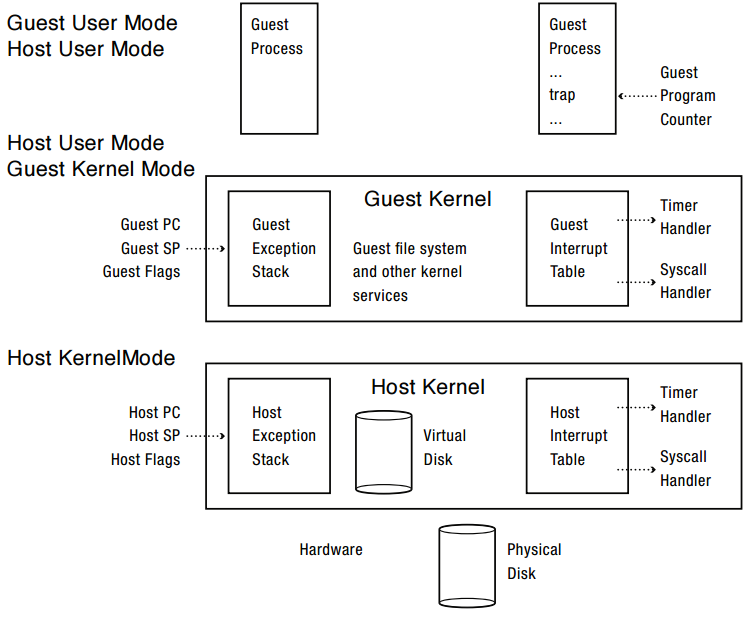 Guest User Mode
Host User Mode
Guest
Process
Guest
Process
...
trap
...
Guest
Program
Counter
Host User Mode
Guest Kernel Mode
Guest Kernel
Guest PC
Guest SP
Guest Flags
Guest
Exception
Stack
Guest file system
and other kernel
services
Guest
Interrupt
Table
Timer
Handler
Syscall
Handler
Host KernelMode
Host Kernel
Host PC
Host SP
Host Flags
Host
Exception
Stack
Virtual
Disk
Host
Interrupt
Table
Timer
Handler
Syscall
Handler
Hardware
Physical
Disk